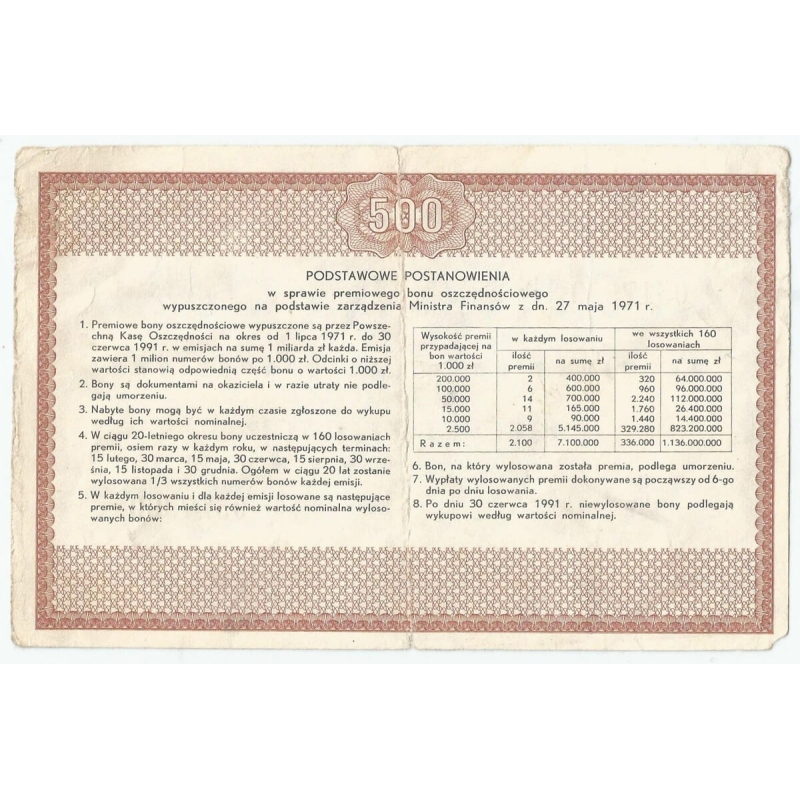 500
PODSTAWOWE POSTANOWIENIA
w sprawie premiowego bonu oszczędnościowego
wypuszczonego na podstawie zarządzenia Ministra Finansów z dn. 27 maja 1971 r.
1. Premiowe bony oszczędnościowe wypuszczone są przez Powsze-
chną Kasę Oszczędności na okres od 1 lipca 1971 r. do 30
czerwca 1991 r. w emisjach na sumę 1 miliarda zł każda. Emisja
zawiera 1 milion numerów bonów po 1.000 zł. Odcinki o niższej
wartości stanowią odpowiednią część bonu o wartości 1.000 zł.
2. Bony są dokumentami na okaziciela i w razie utraty nie podle-
gają umorzeniu.
3. Nabyte bony mogą być w każdym czasie zgłoszone do wykupu
według ich wartości nominalnej.
4. W ciągu 20-letniego okresu bony uczestniczą w 160 losowaniach
premii, osiem razy w każdym roku, w następujących terminach:
15 lutego, 30 marca, 15 maja, 30 czerwca, 15 sierpnia, 30 wrze-
śnia, 15 listopada i 30 grudnia. Ogółem w ciągu 20 lat zostanie
wylosowana 1/3 wszystkich numerów bonów każdej emisji.
5. W każdym losowaniu i dla każdej emisji losowane są następujące
premie, w których mieści się również wartość nominalna wyloso-
wanych bonów:
Wysokość premii przypadającej na bon wartości 1.000 zł w każdym losowaniu we wszystkich 160 losowaniach
ilość premii na sumę zł ilość premii na sumę zł
200.000 2 400.000 320 64.000.000
100.000 6 600.000 960 96.000.000
50.000 14 700.000 2.240 112.000.000
15.000 11 165.000 1.760 26.400.000
10.000 9 90.000 1.440 14.400.000
2.500 2.058 5.145.000 329.280 823.200.000
Razem: 2.100 7.100.000 336.000 1.136.000.000
6. Bon, na który wylosowana została premia, podlega umorzeniu.
7. Wypłaty wylosowanych premii dokonywane są począwszy od 6-go
dnia po dniu losowania.
8. Po dniu 30 czerwca 1991 r. niewylosowane bony podlegają
wykupowi według wartości nominalnej.